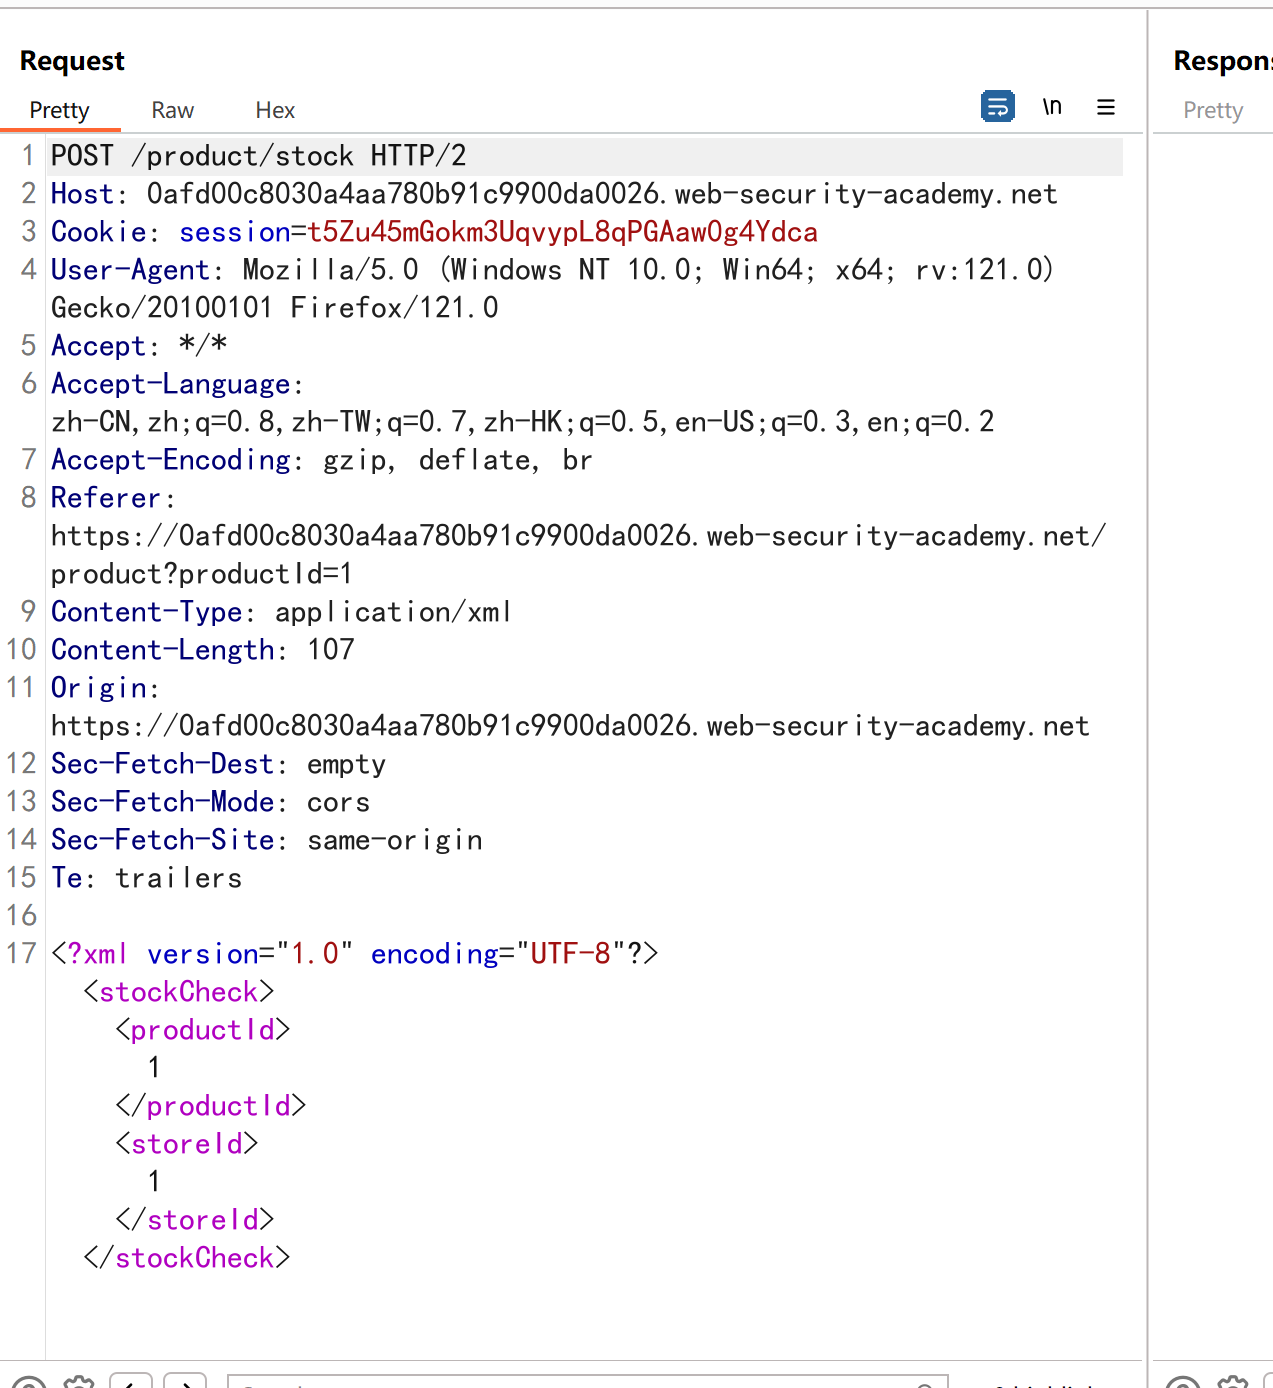 Request
Respon
Pretty Raw Hex \n
Pretty
1 POST /product/stock HTTP/2
2 Host: 0afd00c8030a4aa780b91c9900da0026.web-security-academy.net
3 Cookie: session=t5Zu45mGokm3UqvypL8qPGAawOg4Ydca
4 User-Agent: Mozilla/5.0 (Windows NT 10.0; Win64; x64; rv:121.0)
Gecko/20100101 Firefox/121.0
5 Accept: */*
6 Accept-Language:
zh-CN,zh;q=0.8,zh-TW;q=0.7,zh-HK;q=0.5,en-US;q=0.3,en;q=0.2
7 Accept-Encoding: gzip, deflate, br
8 Referer:
https://0afd00c8030a4aa780b91c9900da0026.web-security-academy.net/
product?productId=1
9 Content-Type: application/xml
10 Content-Length: 107
11 Origin:
https://0afd00c8030a4aa780b91c9900da0026.web-security-academy.net
12 Sec-Fetch-Dest: empty
13 Sec-Fetch-Mode: cors
14 Sec-Fetch-Site: same-origin
15 Te: trailers
16
17 <?xml version="1.0" encoding="UTF-8"?>
<stockCheck>
<productId>
1
</productId>
<storeId>
1
</storeId>
</stockCheck>